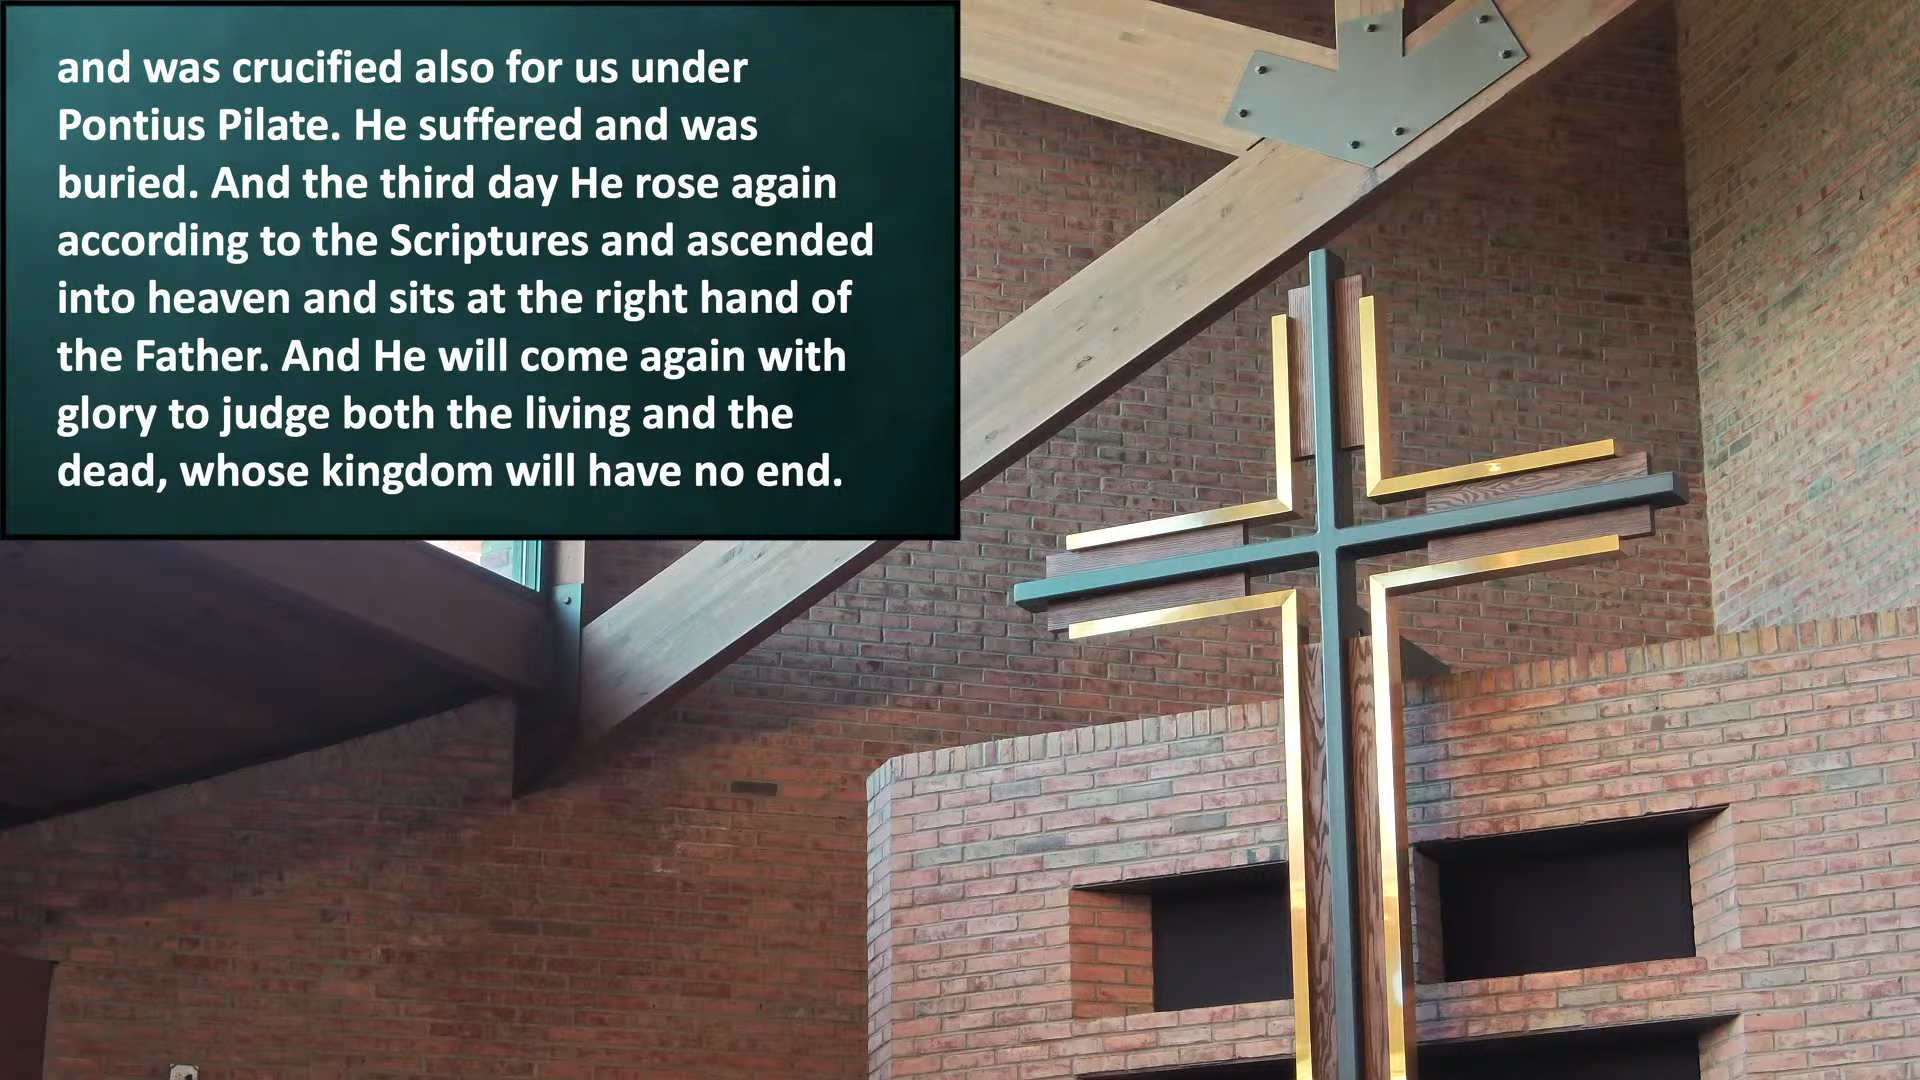 and was crucified also for us under
Pontius Pilate. He suffered and was
buried. And the third day He rose again
according to the Scriptures and ascended
into heaven and sits at the right hand of
the Father. And He will come again with
glory to judge both the living and the
dead, whose kingdom will have no end.